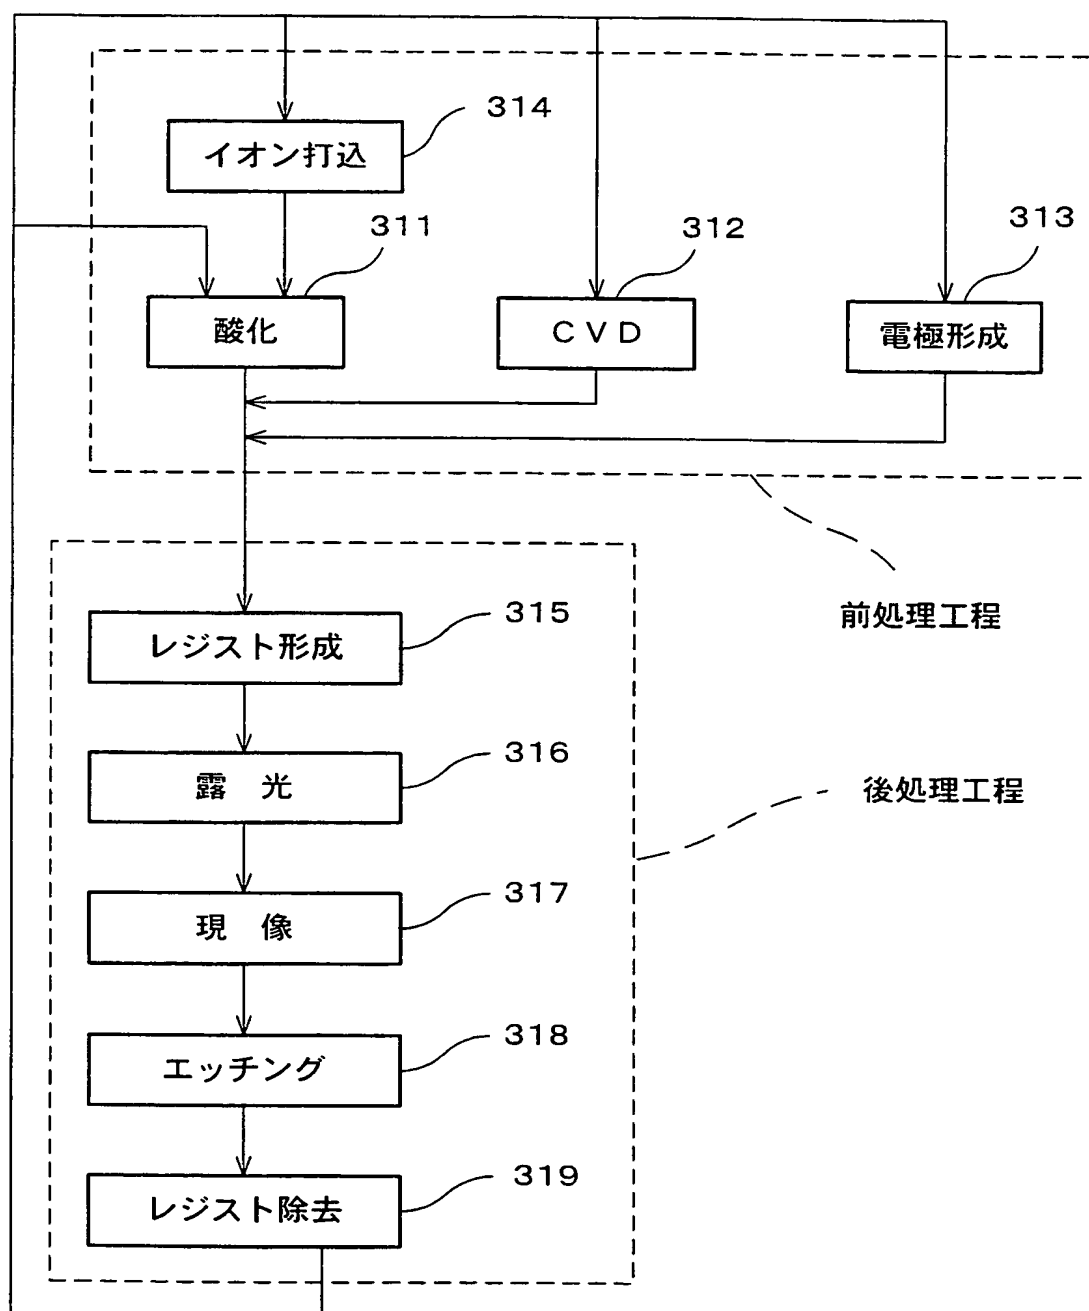 314
イオン打込
311
312
313
酸化
ＣＶＤ
電極形成
前処理工程
315
レジスト形成
316
露　光
後処理工程
317
現　像
318
エッチング
319
レジスト除去